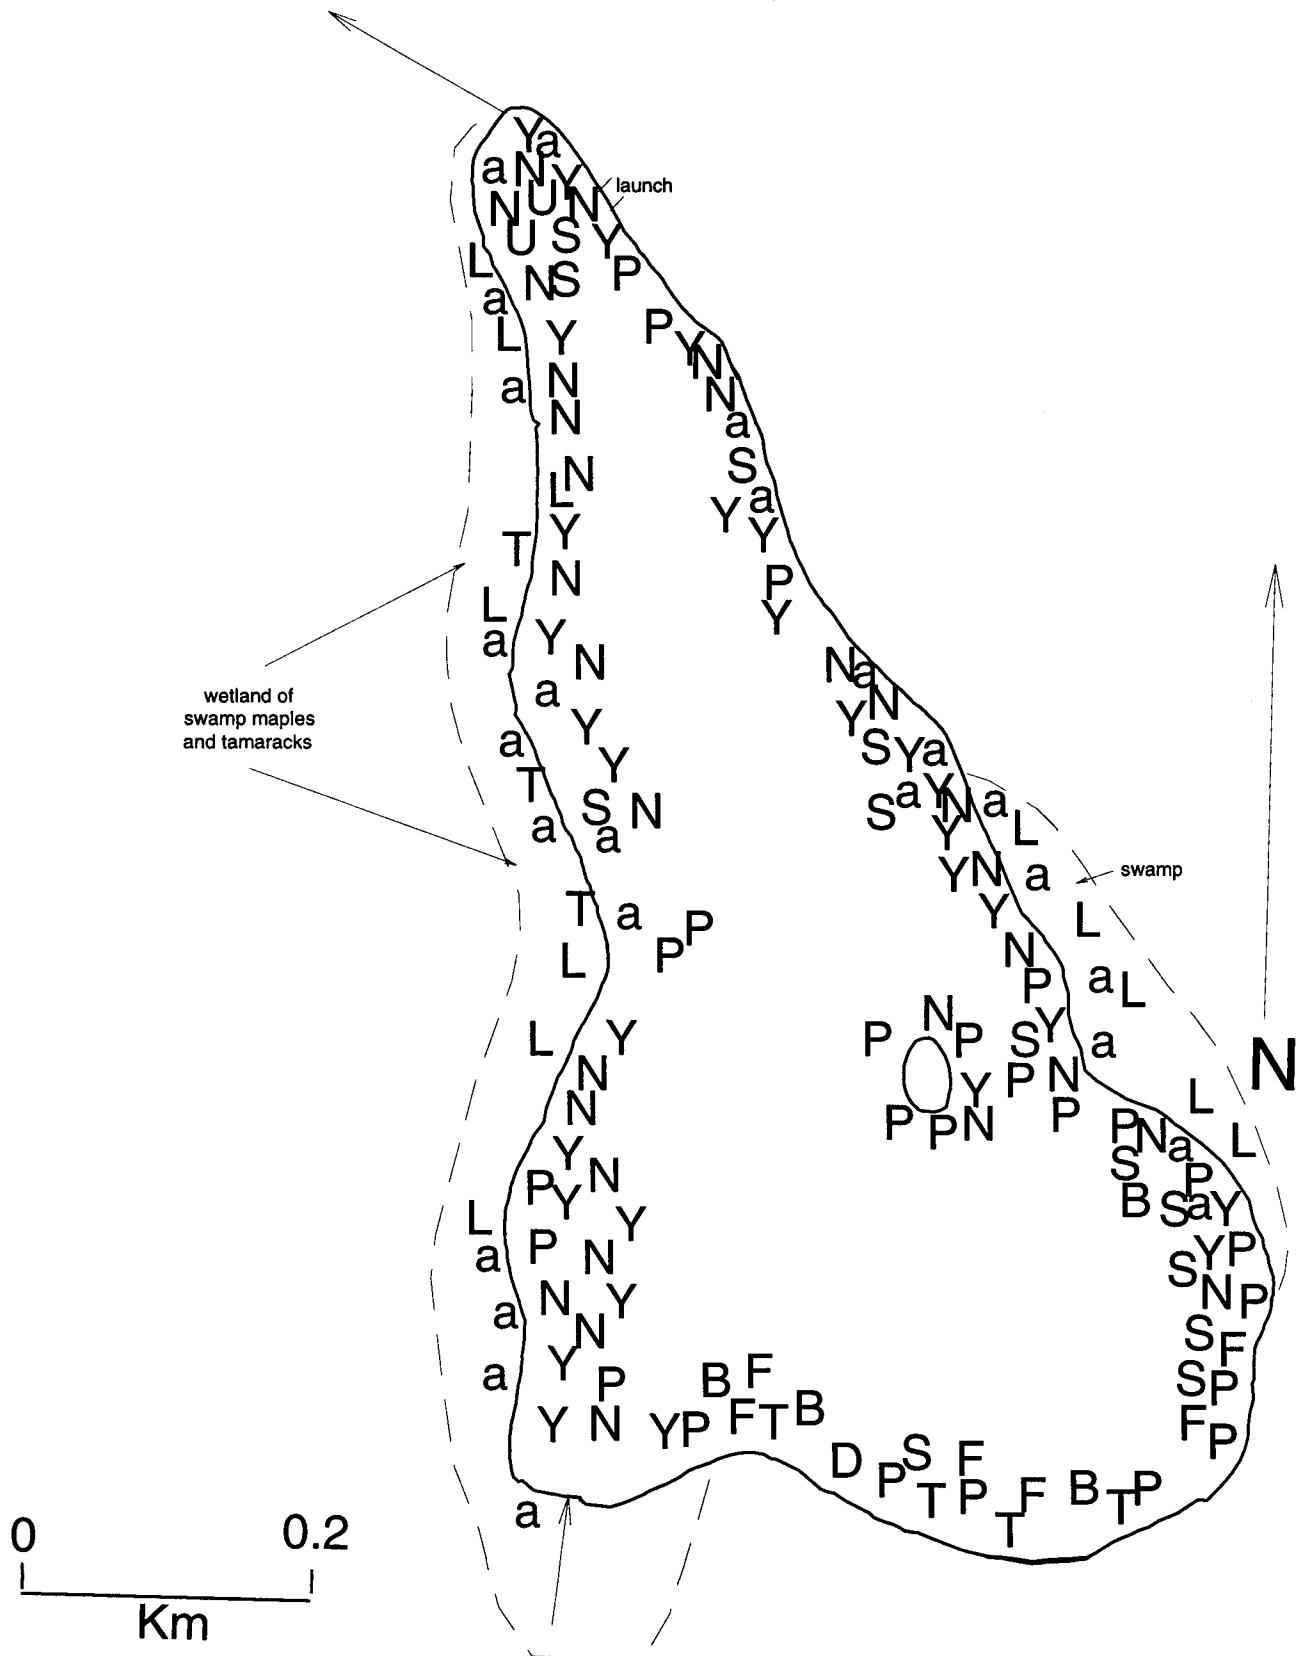 Y a
a N Y
launch
N U N
U S Y
L N S P
a
L Y P Y N
a N N
N a
N S
L Y a
Y Y
T
N P
L Y
a Y N N a
a Y N
wetland of
swamp maples
and tamaracks
Y
a Y S Y a
T S N S a Y N a
a a Y L
Y N a
swamp
T a P Y L
L P N
P a L
N Y
L Y P P S a
N Y P N
N
N P L
P P N P N a L
Y N S
P Y B P
L Y S a Y
a P N Y P
S
N Y N P
a N S F
Y F
a P B S P
Y N Y P F T B F P
D S F
P T P F B T P
a T
0 0.2
Km